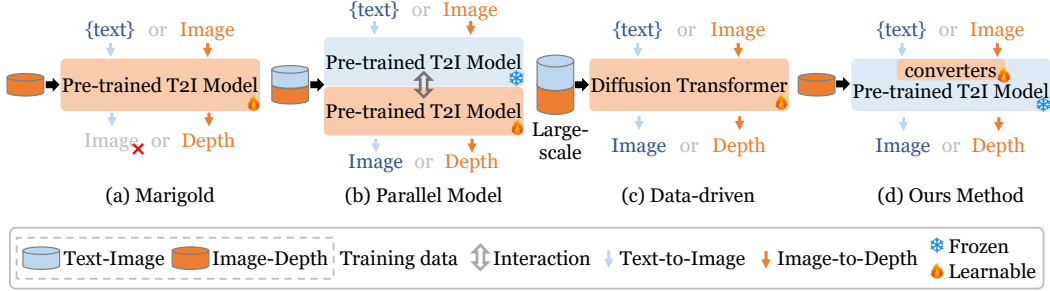 {text} or Image
Pre-trained T2I Model
Image or Depth
(a) Marigold
{text} or Image
Pre-trained T2I Model
Pre-trained T2I Model
Image or Depth
(b) Parallel Model
Large-
scale
{text} or Image
Diffusion Transformer
Image or Depth
(c) Data-driven
{text} or Image
converters
Pre-trained T2I Model
Image or Depth
(d) Ours Method
Text-Image Image-Depth Training data Interaction Text-to-Image Image-to-Depth Frozen
Learnable